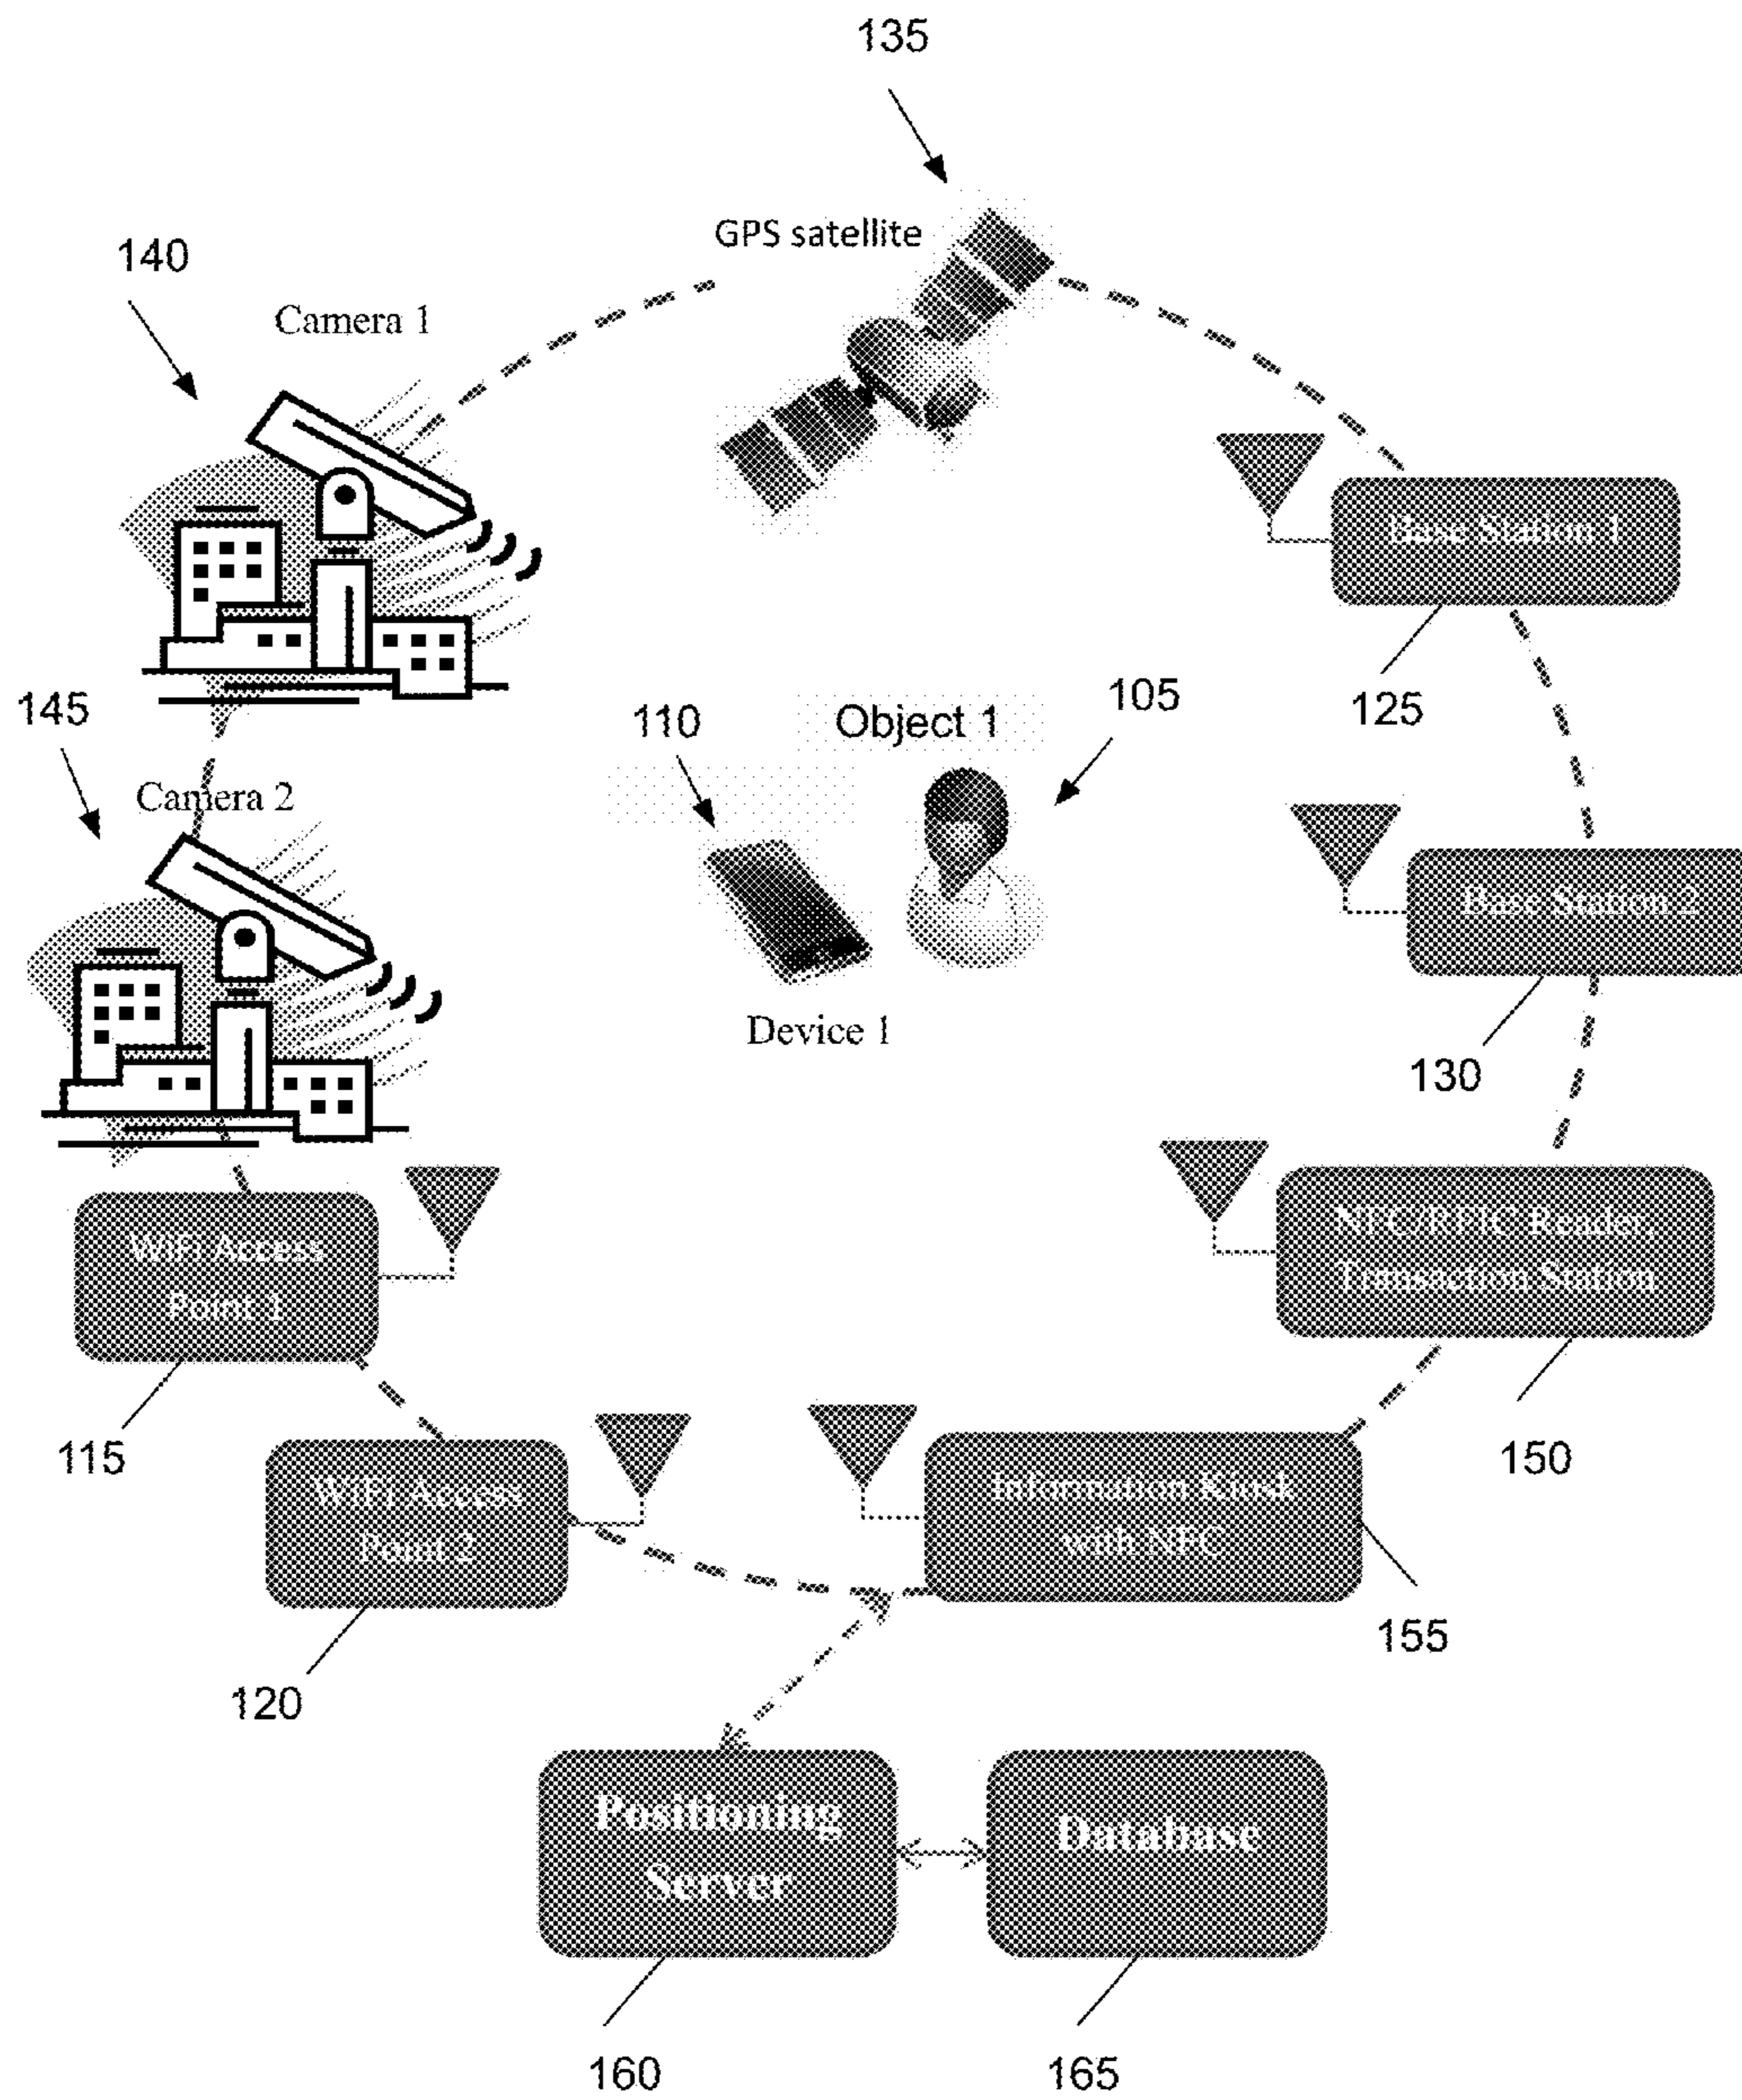 135
GPS satellite
140
Camera 1
Base Station 1
125
145
Camera 2
110
Object 1
105
Device 1
Base Station 2
130
WiFi Access
Point 1
115
NFC/RFIC Reader,
Transaction Station
150
WiFi Access
Point 2
120
Information Kiosk
with NFC
155
Positioning
Server
160
Database
165